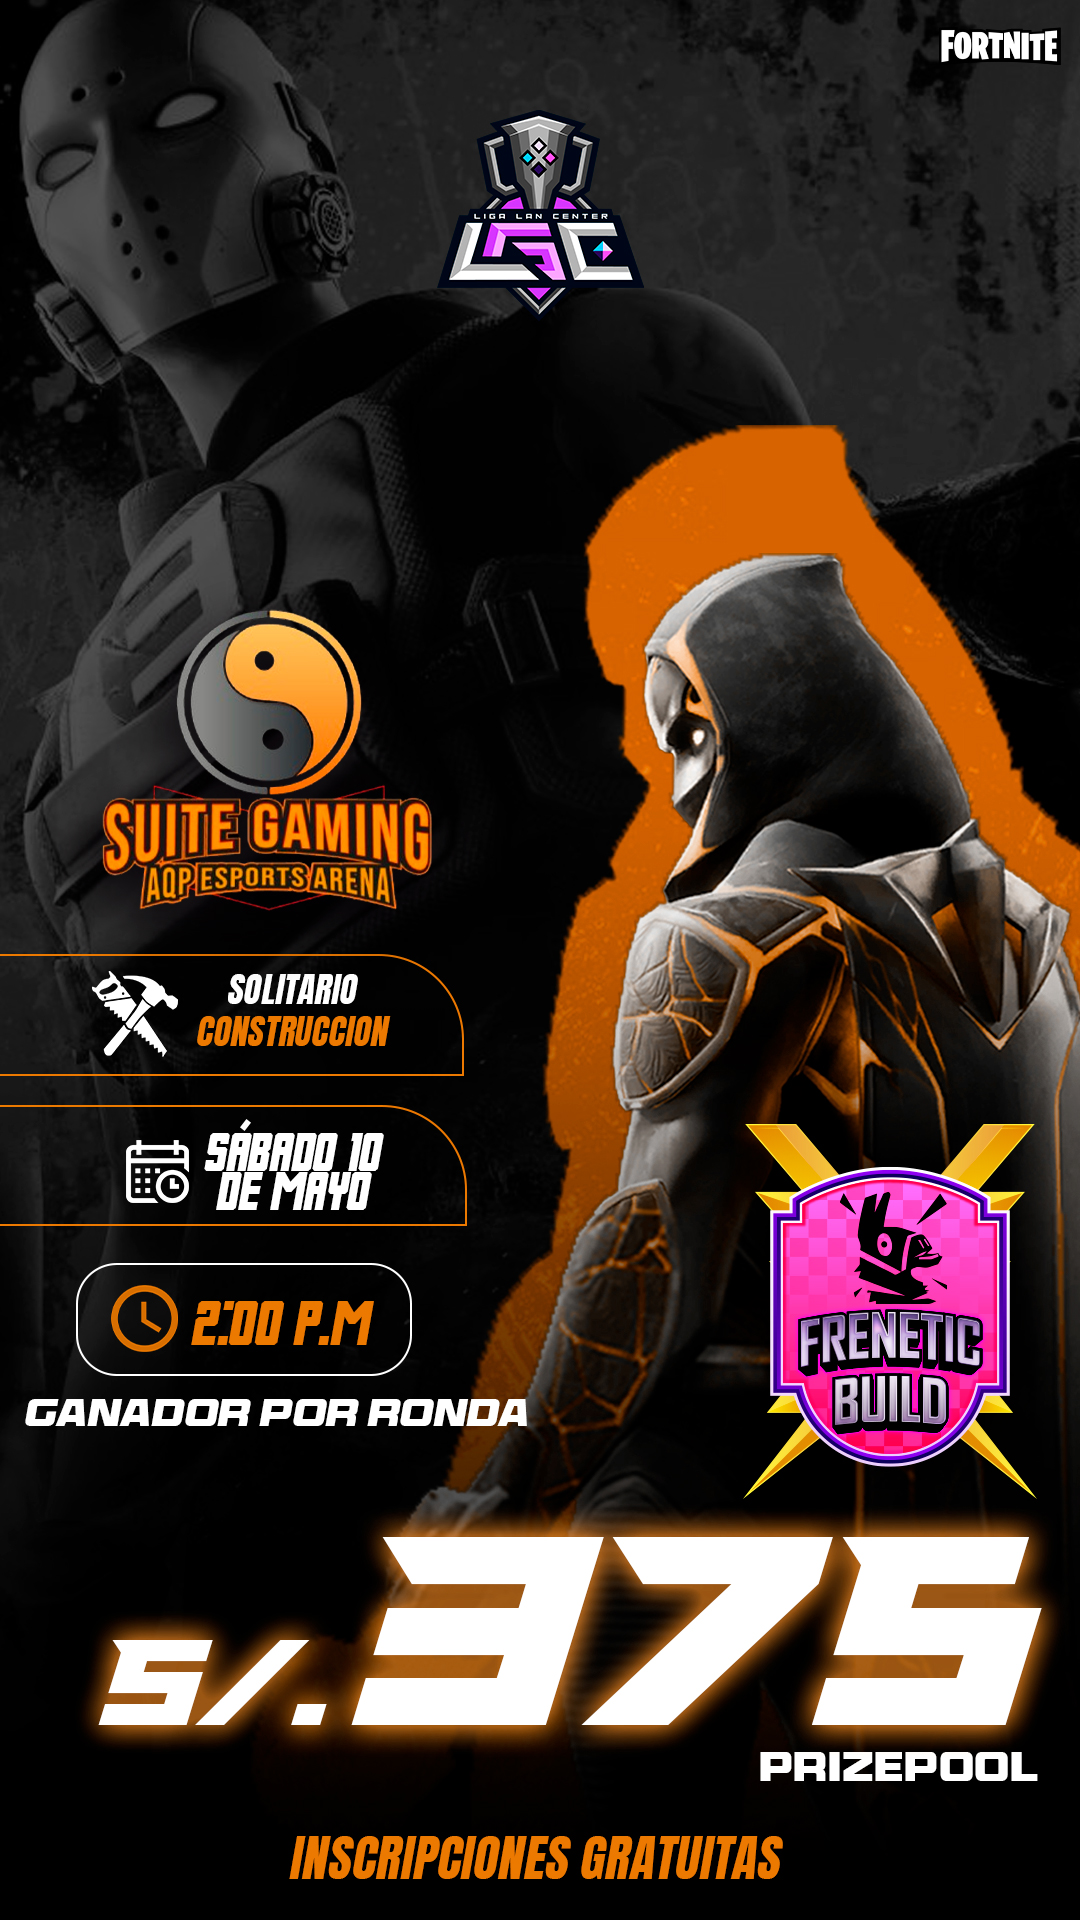 FORTNITE
LIGA LAN CENTER
LGC
SUITE GAMING
AQP ESPORTS ARENA
SOLITARIO
CONSTRUCCION
SÁBADO 10
DE MAYO
2:00 P.M
GANADOR POR RONDA
FRENETIC
BUILD
S/.375
PRIZEPOOL
INSCRIPCIONES GRATUITAS